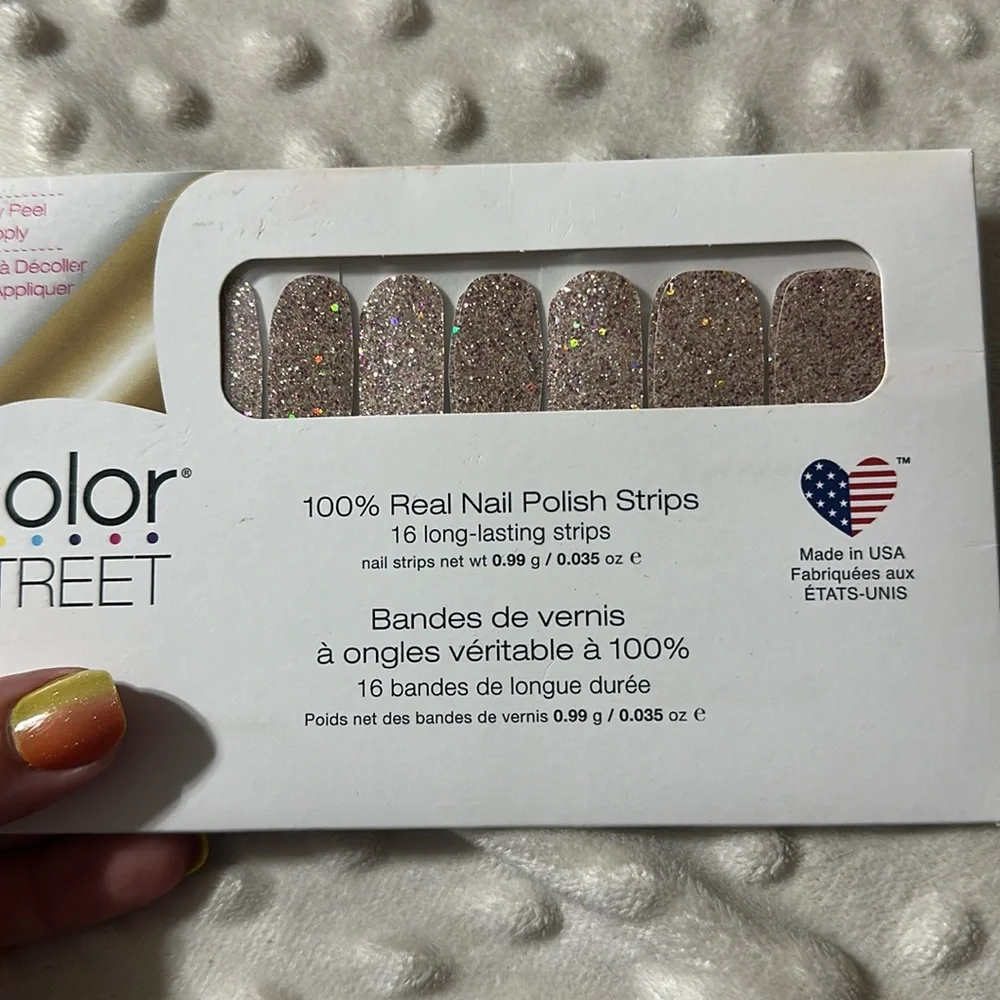 y Peel
pply
à Décoller
Appliquer
olor®
TREET
100% Real Nail Polish Strips
16 long-lasting strips
nail strips net wt 0.99 g / 0.035 oz ℮
Bandes de vernis
à ongles véritable à 100%
16 bandes de longue durée
Poids net des bandes de vernis 0.99 g / 0.035 oz ℮
™
Made in USA
Fabriquées aux
ÉTATS-UNIS